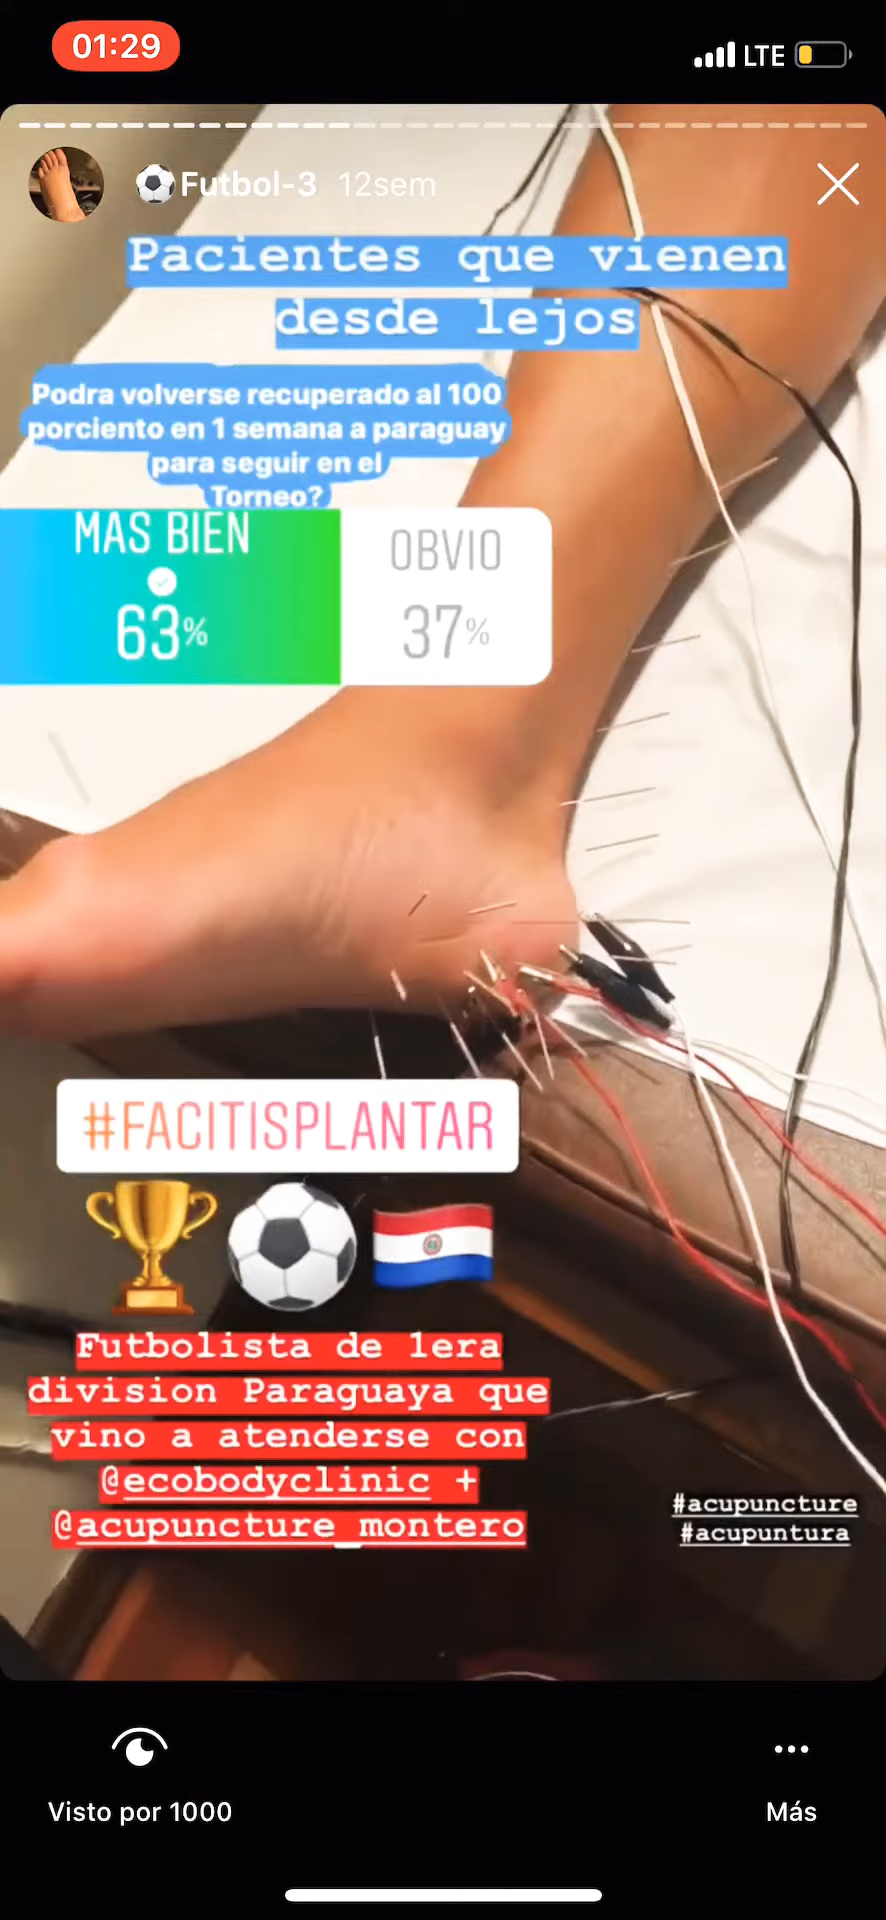 01:29
LTE
Futbol-3 12sem
Pacientes que vienen
desde lejos
Podra volverse recuperado al 100
porciento en 1 semana a paraguay
para seguir en el
Torneo?
MAS BIEN
63%
OBVIO
37%
#FACITISPLANTAR
Futbolista de 1era
division Paraguaya que
vino a atenderse con
@ecobodyclinic +
@acupuncture_montero
#acupuncture
#acupuntura
Visto por 1000
Más